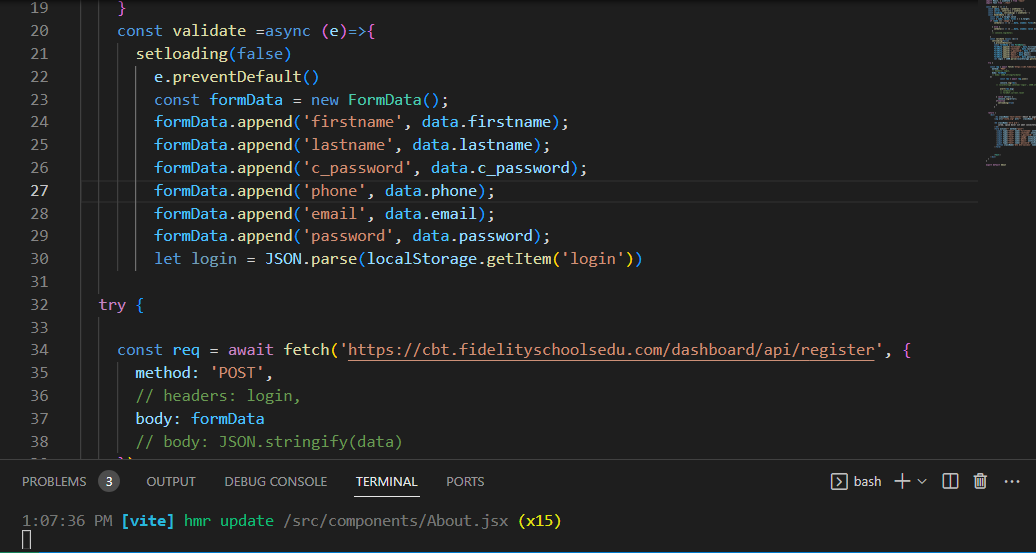 19 }
20 const validate =async (e)=>{
21 setloading(false)
22 e.preventDefault()
23 const formData = new FormData();
24 formData.append('firstname', data.firstname);
25 formData.append('lastname', data.lastname);
26 formData.append('c_password', data.c_password);
27 formData.append('phone', data.phone);
28 formData.append('email', data.email);
29 formData.append('password', data.password);
30 let login = JSON.parse(localStorage.getItem('login'))
31
32 try {
33
34 const req = await fetch('https://cbt.fidelityschoolsedu.com/dashboard/api/register', {
35 method: 'POST',
36 // headers: login,
37 body: formData
38 // body: JSON.stringify(data)
PROBLEMS 3 OUTPUT DEBUG CONSOLE TERMINAL PORTS bash
1:07:36 PM [vite] hmr update /src/components/About.jsx (x15)